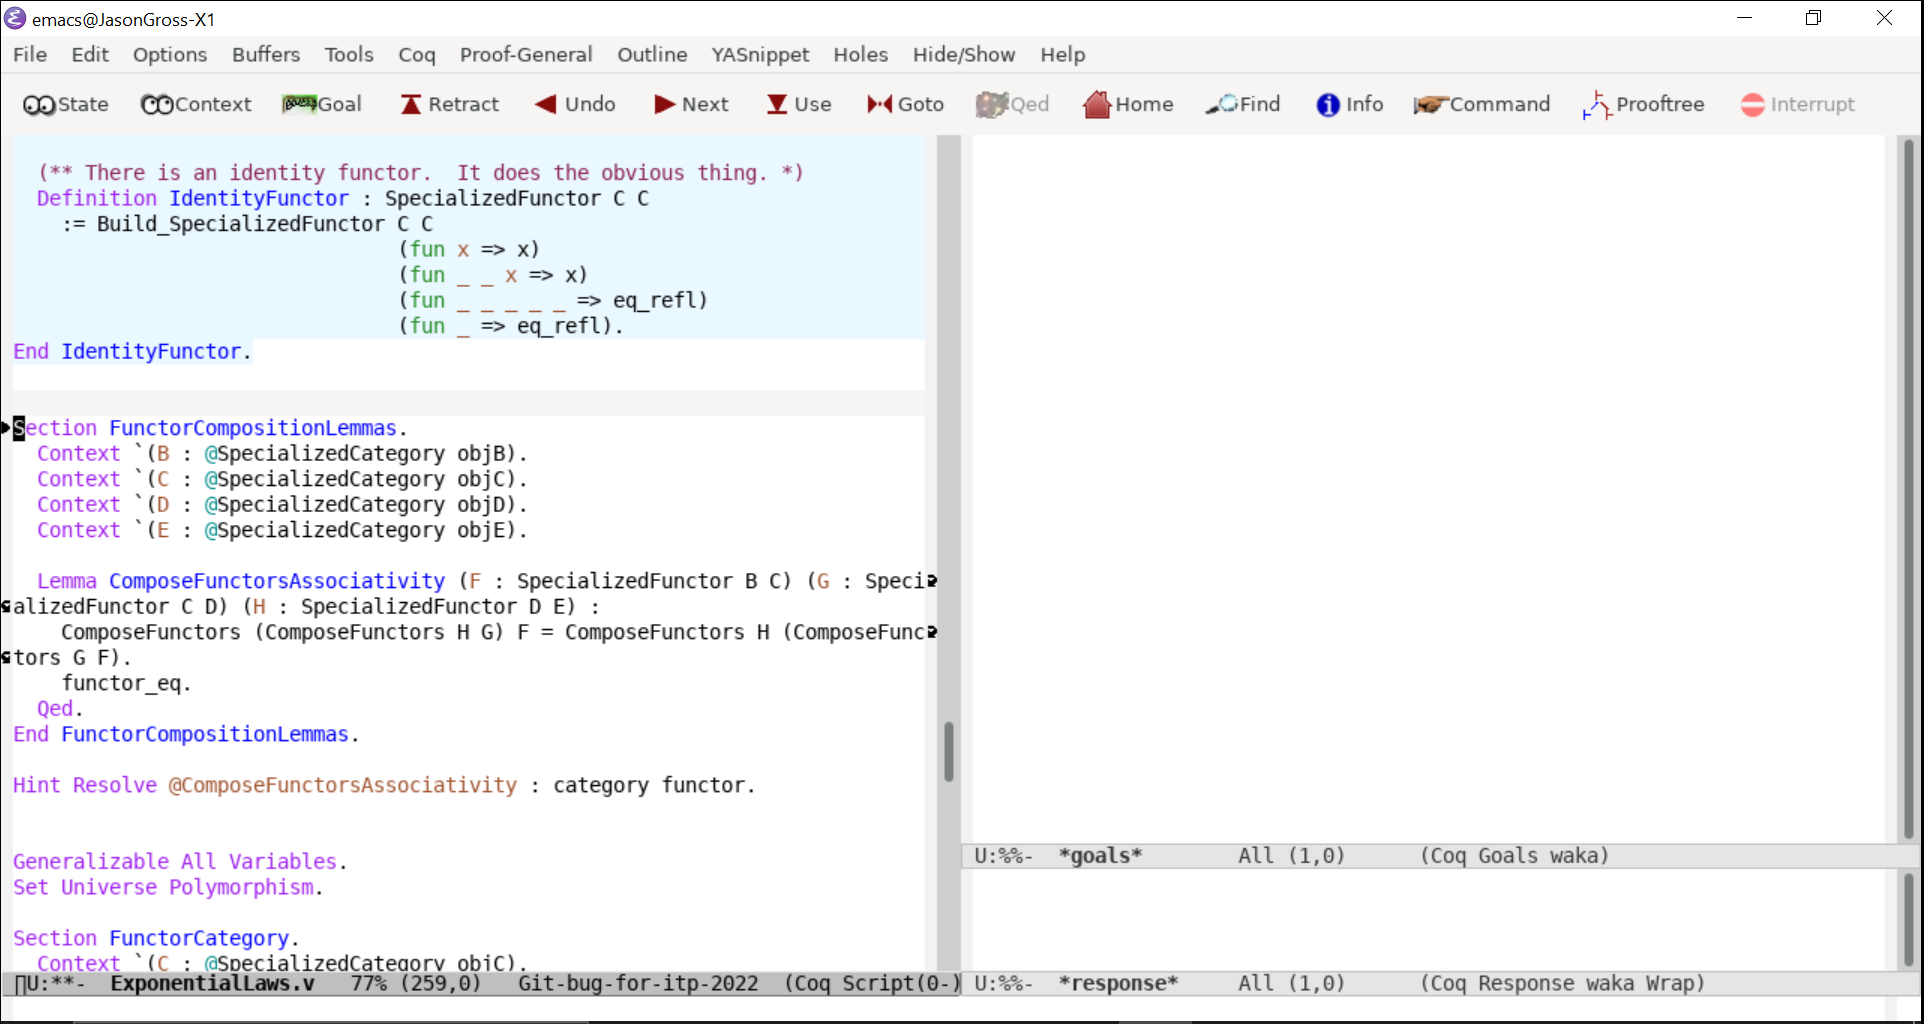 emacs@JasonGross-X1
File Edit Options Buffers Tools Coq Proof-General Outline YASnippet Holes Hide/Show Help
State Context Goal Retract Undo Next Use Goto Qed Home Find Info Command Prooftree Interrupt
(** There is an identity functor.  It does the obvious thing. *)
Definition IdentityFunctor : SpecializedFunctor C C
:= Build_SpecializedFunctor C C
(fun x => x)
(fun _ _ x => x)
(fun _ _ _ _ _ => eq_refl)
(fun _ => eq_refl).
End IdentityFunctor.
Section FunctorCompositionLemmas.
Context `(B : @SpecializedCategory objB).
Context `(C : @SpecializedCategory objC).
Context `(D : @SpecializedCategory objD).
Context `(E : @SpecializedCategory objE).
Lemma ComposeFunctorsAssociativity (F : SpecializedFunctor B C) (G : Speci
alizedFunctor C D) (H : SpecializedFunctor D E) :
ComposeFunctors (ComposeFunctors H G) F = ComposeFunctors H (ComposeFunc
tors G F).
functor_eq.
Qed.
End FunctorCompositionLemmas.
Hint Resolve @ComposeFunctorsAssociativity : category functor.
Generalizable All Variables.
Set Universe Polymorphism.
Section FunctorCategory.
Context `(C : @SpecializedCategory objC).
U:**-  ExponentialLaws.v   77% (259,0)   Git-bug-for-itp-2022  (Coq Script(0-)
U:%%-  *goals*        All (1,0)      (Coq Goals waka)
U:%%-  *response*     All (1,0)      (Coq Response waka Wrap)